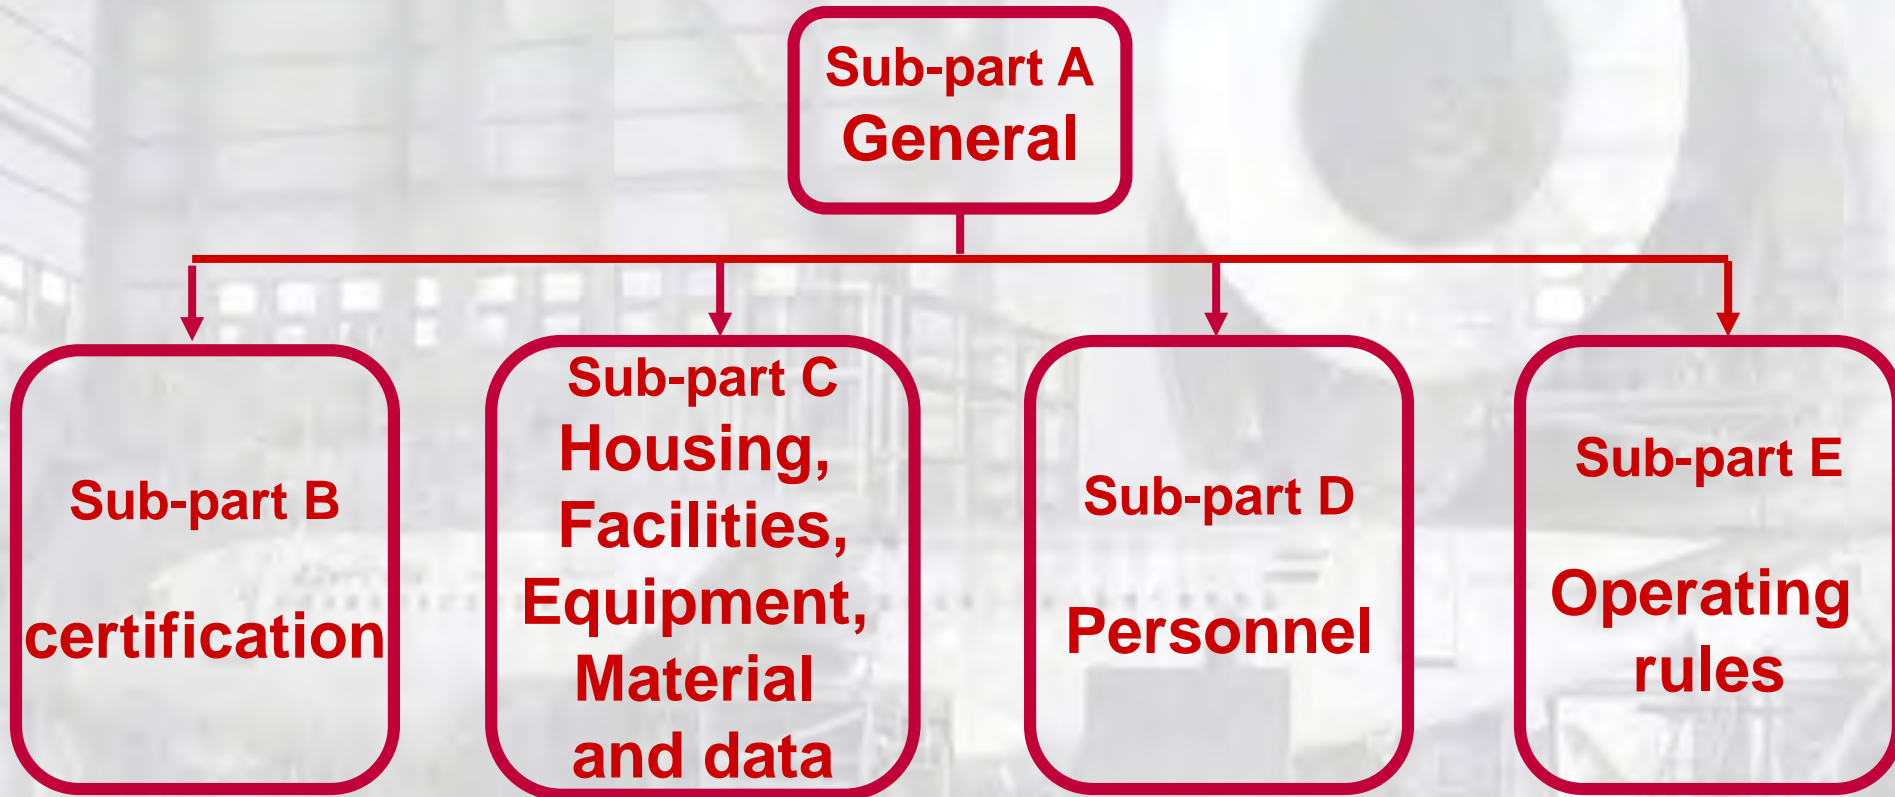 Sub-part A
General
Sub-part B
certification
Sub-part C
Housing,
Facilities,
Equipment,
Material
and data
Sub-part D
Personnel
Sub-part E
Operating
rules